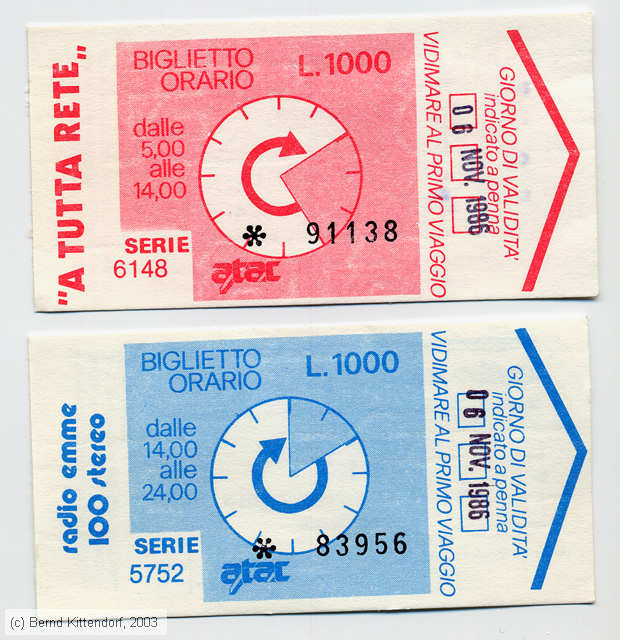 "A TUTTA RETE„
BIGLIETTO
ORARIO
L. 1000
dalle
5,00
alle
14,00
SERIE
6148
* 91138
atac
VIDIMARE AL PRIMO VIAGGIO
GIORNO DI VALIDITA'
indicato a penna
06 NOV. 1986
radio emme
100 stereo
BIGLIETTO
ORARIO
L. 1000
dalle
14,00
alle
24,00
SERIE
5752
* 83956
atac
VIDIMARE AL PRIMO VIAGGIO
GIORNO DI VALIDITA'
indicato a penna
06 NOV. 1986
(c) Bernd Kittendorf, 2003